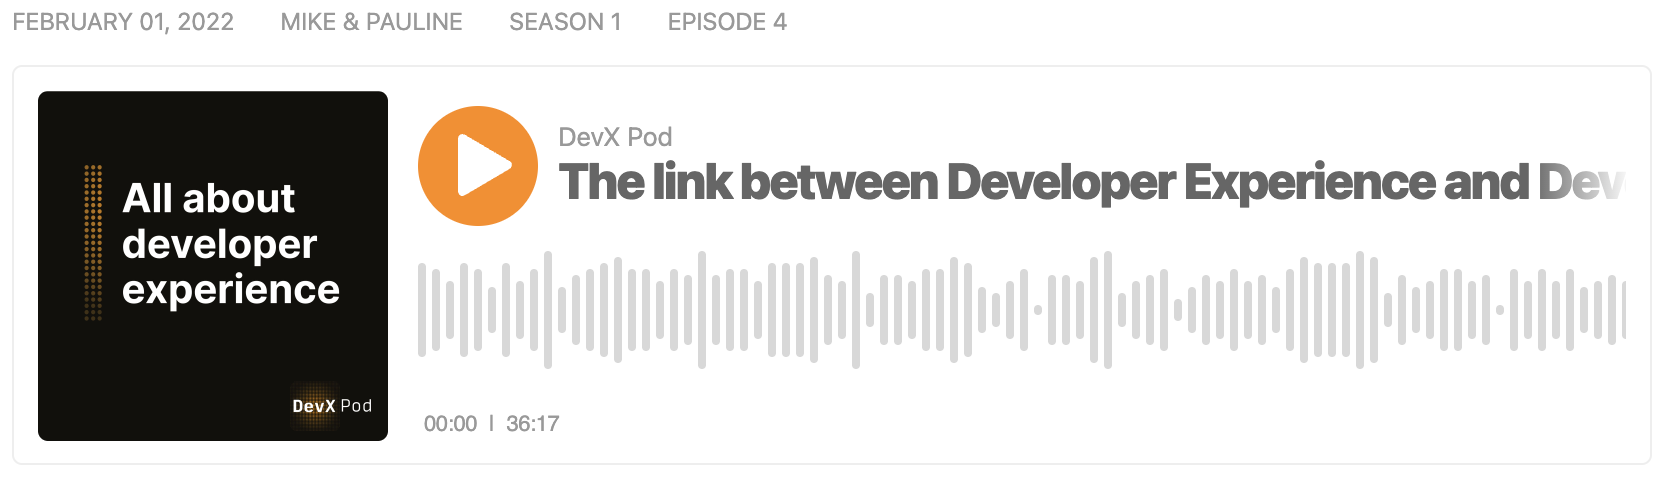 FEBRUARY 01, 2022 MIKE & PAULINE SEASON 1 EPISODE 4
All about
developer
experience
DevX Pod
DevX Pod
The link between Developer Experience and Dev
00:00 | 36:17